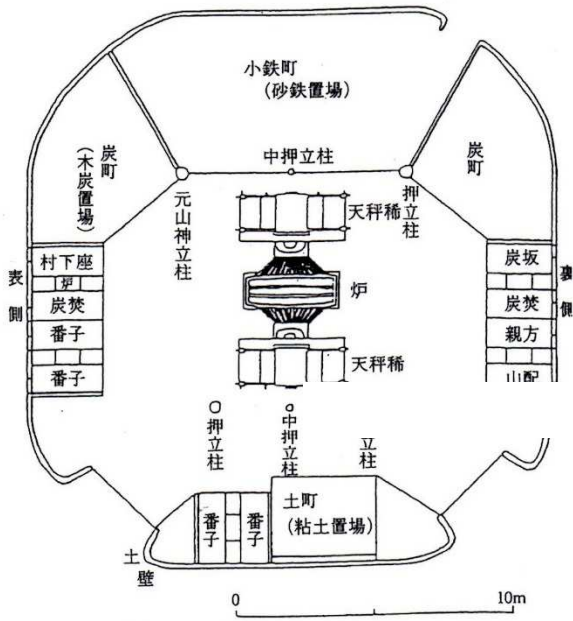 小鉄町
(砂鉄置場)
炭町
(木炭置場)
中押立柱
炭町
元山神立柱
押立柱
天秤稀
村下座
炉
炭焚
番子
番子
表側
炉
炭坂
炭焚
親方
山配
裏側
天秤稀
押立柱
中押立柱
立柱
番子
番子
土町
(粘土置場)
土壁
0
10m